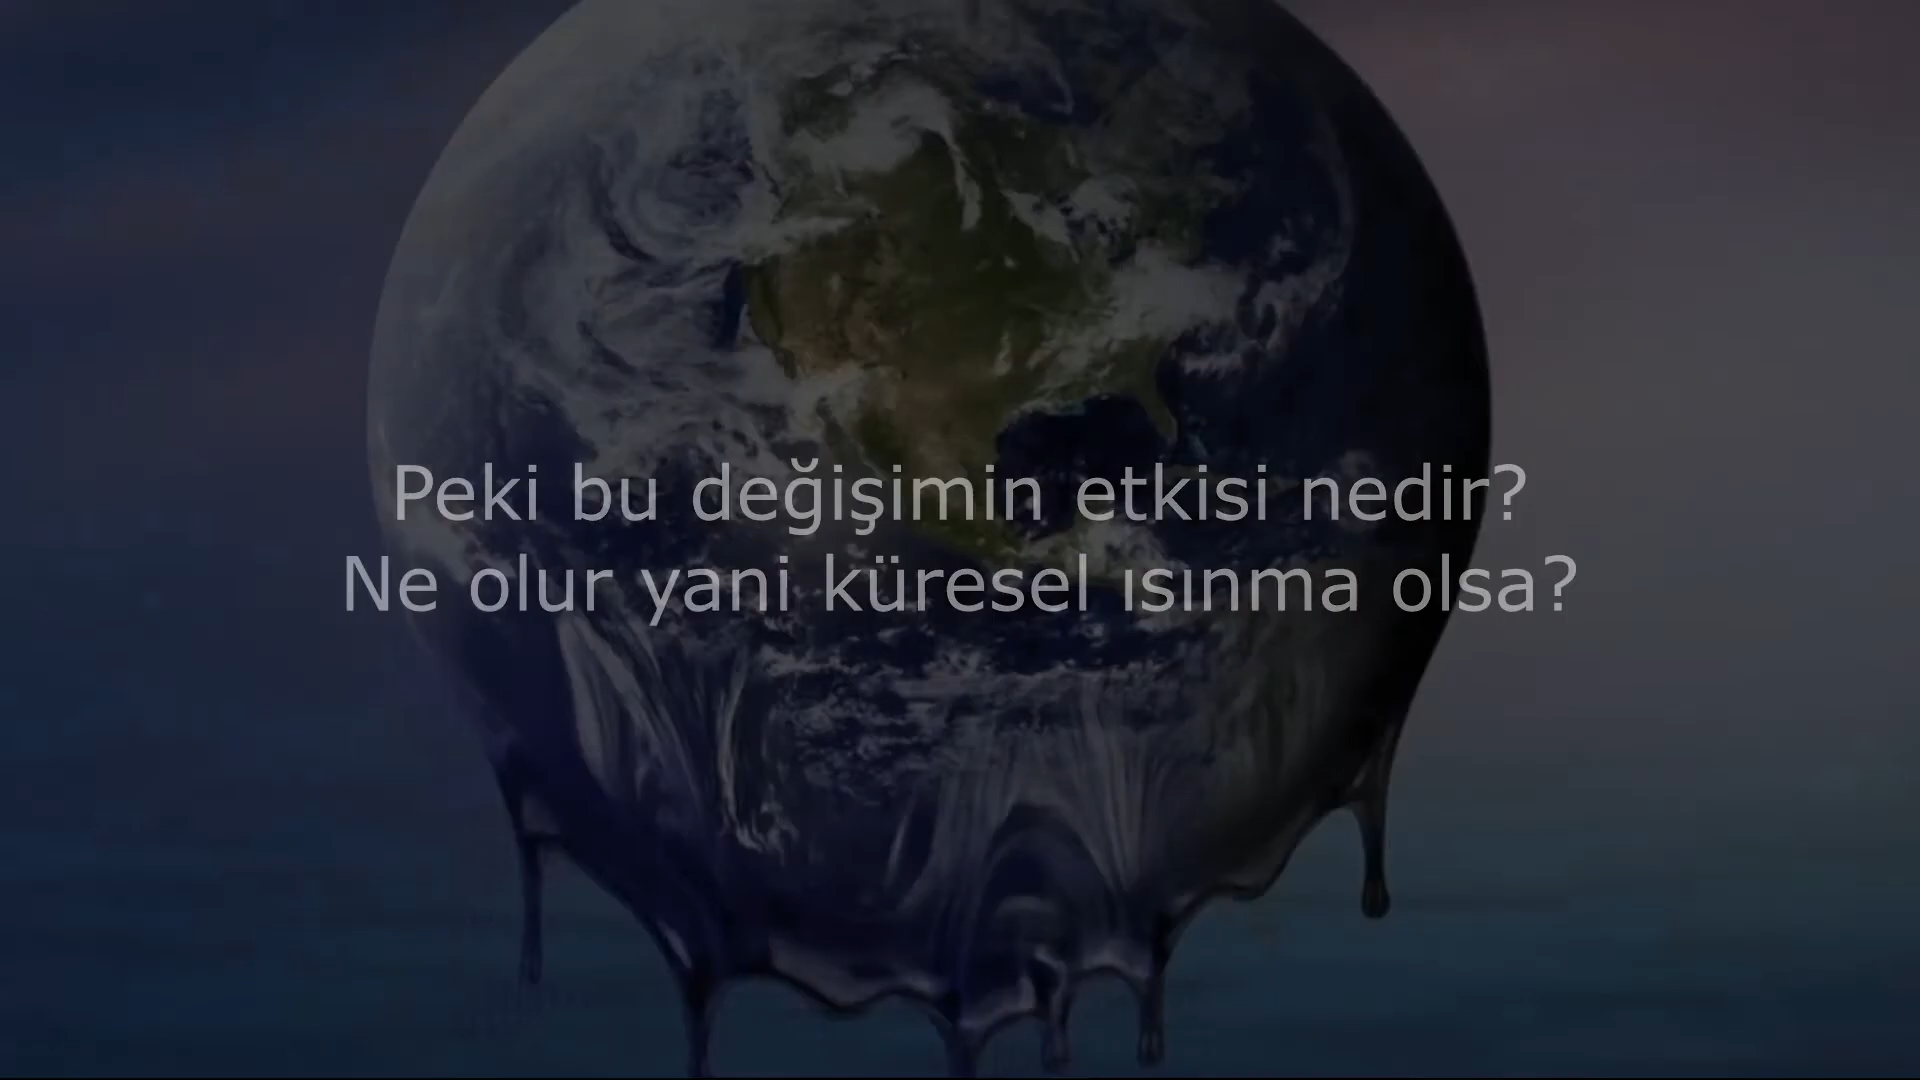 Peki bu değişimin etkisi nedir?
Ne olur yani küresel ısınma olsa?